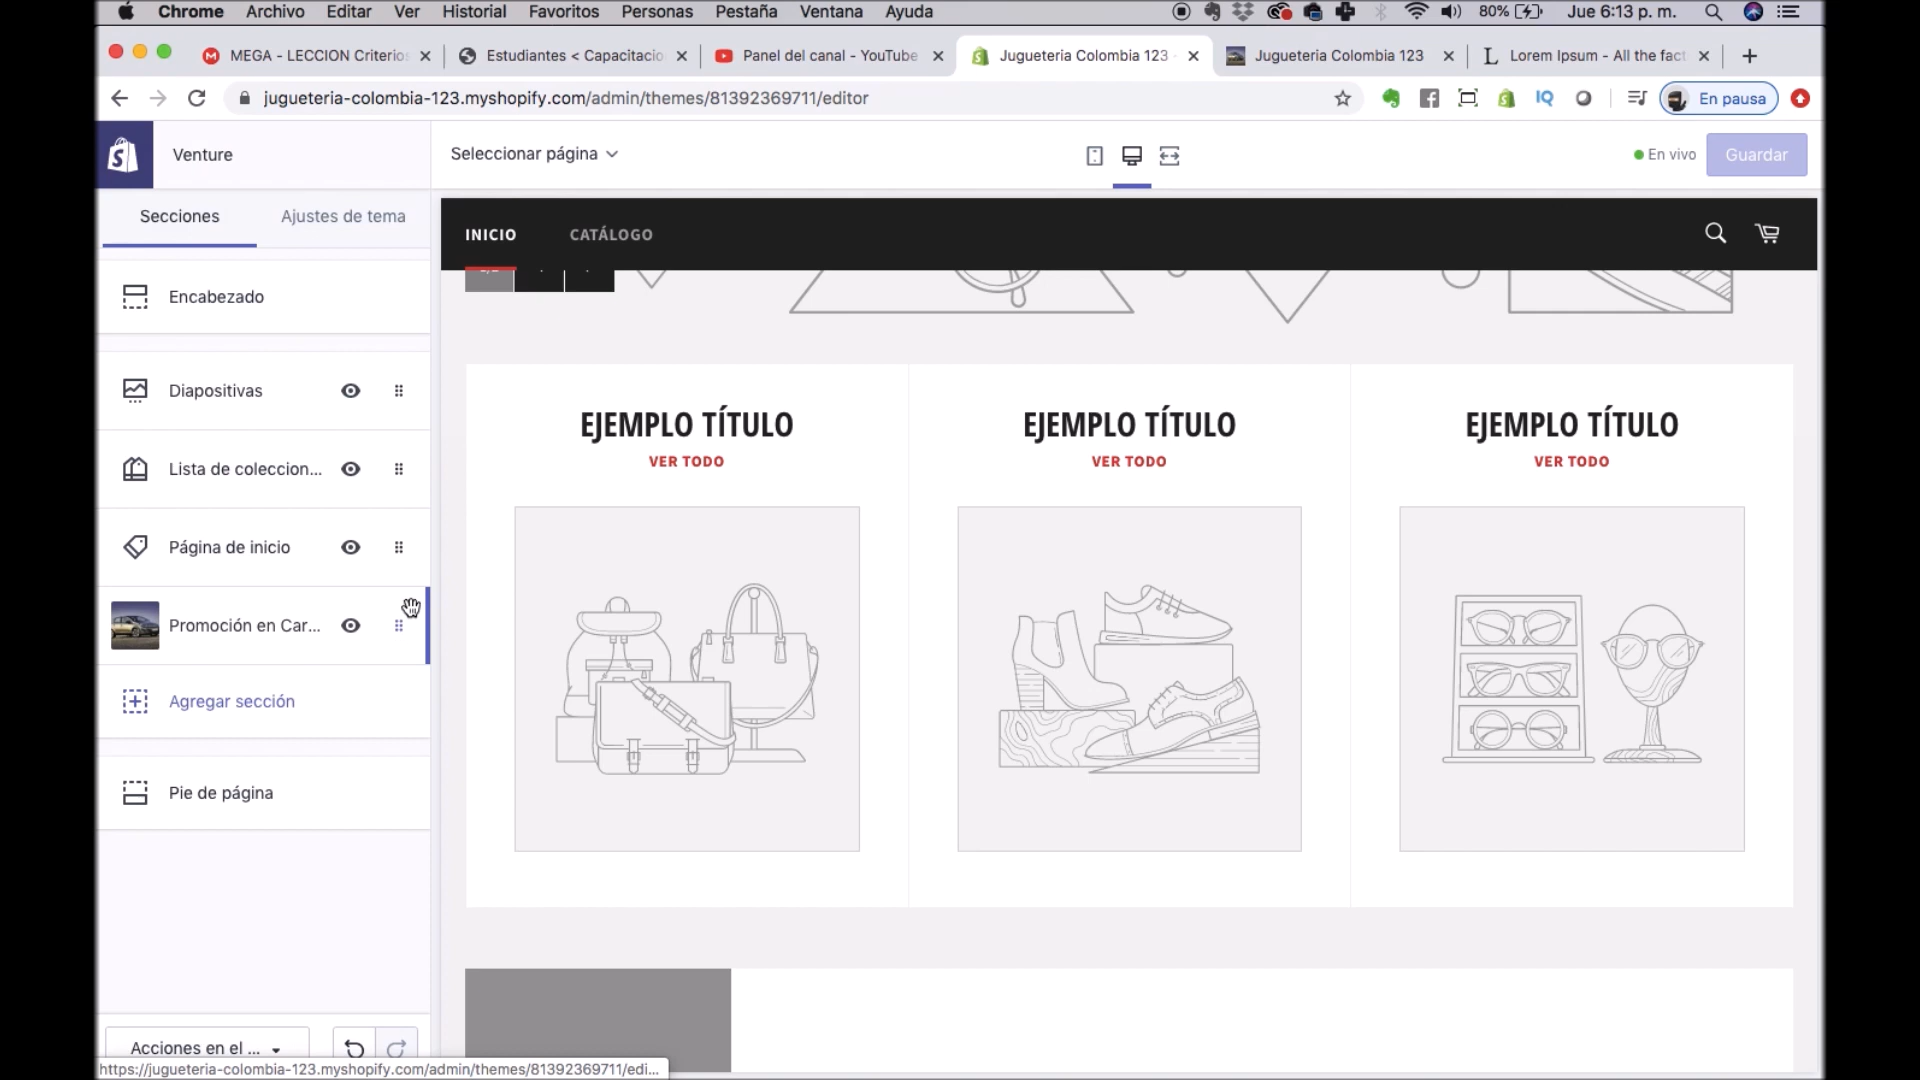 Chrome Archivo Editar Ver Historial Favoritos Personas Pestaña Ventana Ayuda 80% Jue 6:13 p. m.
MEGA - LECCION Criterios Estudiantes < Capacitacio Panel del canal - YouTube Jugueteria Colombia 123 Jugueteria Colombia 123 Lorem Ipsum - All the fact
jugueteria-colombia-123.myshopify.com/admin/themes/81392369711/editor IQ En pausa
Venture Seleccionar página En vivo Guardar
Secciones Ajustes de tema
INICIO CATÁLOGO
Encabezado
Diapositivas
Lista de coleccion...
Página de inicio
Promoción en Car...
Agregar sección
Pie de página
EJEMPLO TÍTULO EJEMPLO TÍTULO EJEMPLO TÍTULO
VER TODO VER TODO VER TODO
Acciones en el ...
https://jugueteria-colombia-123.myshopify.com/admin/themes/81392369711/edi...